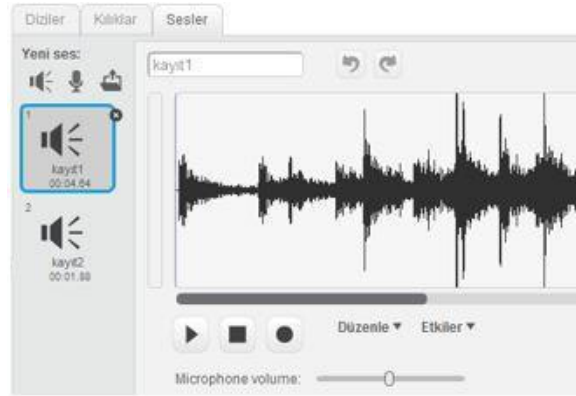 Diziler Kılıklar Sesler
Yeni ses:
kayıt1
1
kayıt1
00:04.64
2
kayıt2
00:01.88
Düzenle ▼ Etkiler ▼
Microphone volume: